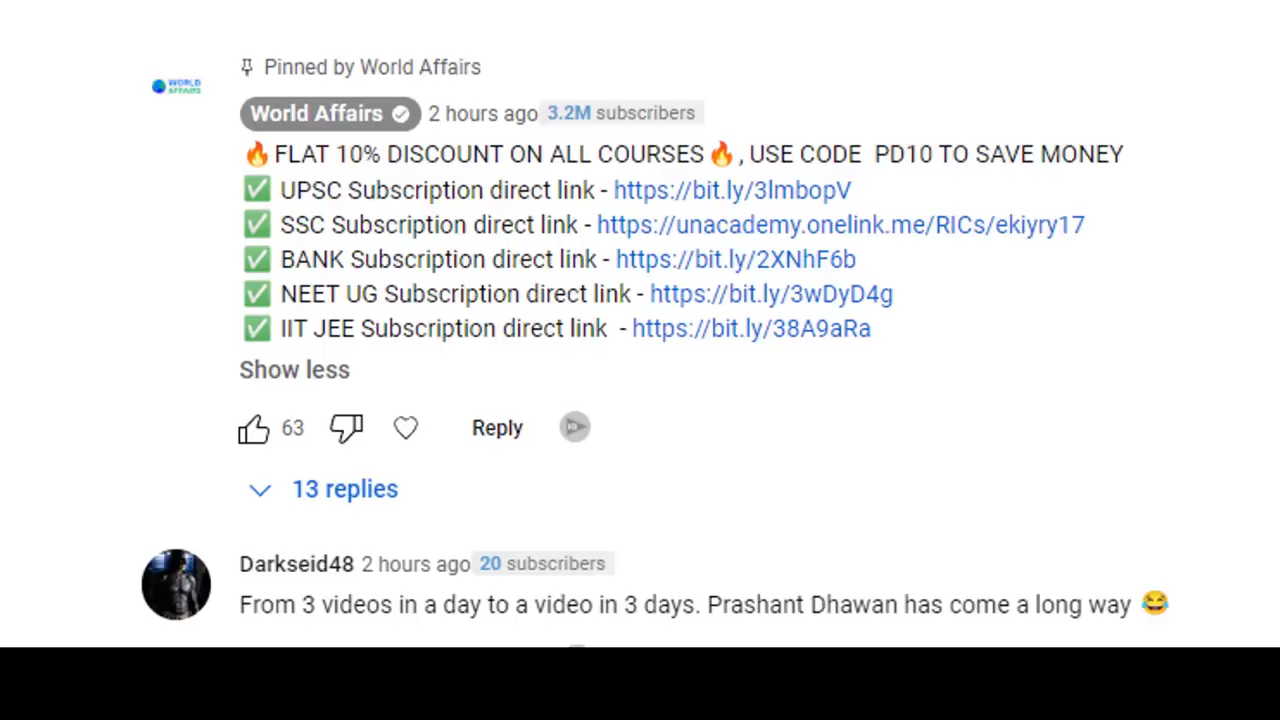 Pinned by World Affairs
WORLD
AFFAIRS
World Affairs 2 hours ago 3.2M subscribers
🔥FLAT 10% DISCOUNT ON ALL COURSES🔥, USE CODE PD10 TO SAVE MONEY
✅ UPSC Subscription direct link - https://bit.ly/3lmbopV
✅ SSC Subscription direct link - https://unacademy.onelink.me/RICs/ekiyry17
✅ BANK Subscription direct link - https://bit.ly/2XNhF6b
✅ NEET UG Subscription direct link - https://bit.ly/3wDyD4g
✅ IIT JEE Subscription direct link - https://bit.ly/38A9aRa
Show less
63 Reply
13 replies
Darkseid48 2 hours ago 20 subscribers
From 3 videos in a day to a video in 3 days. Prashant Dhawan has come a long way 😂